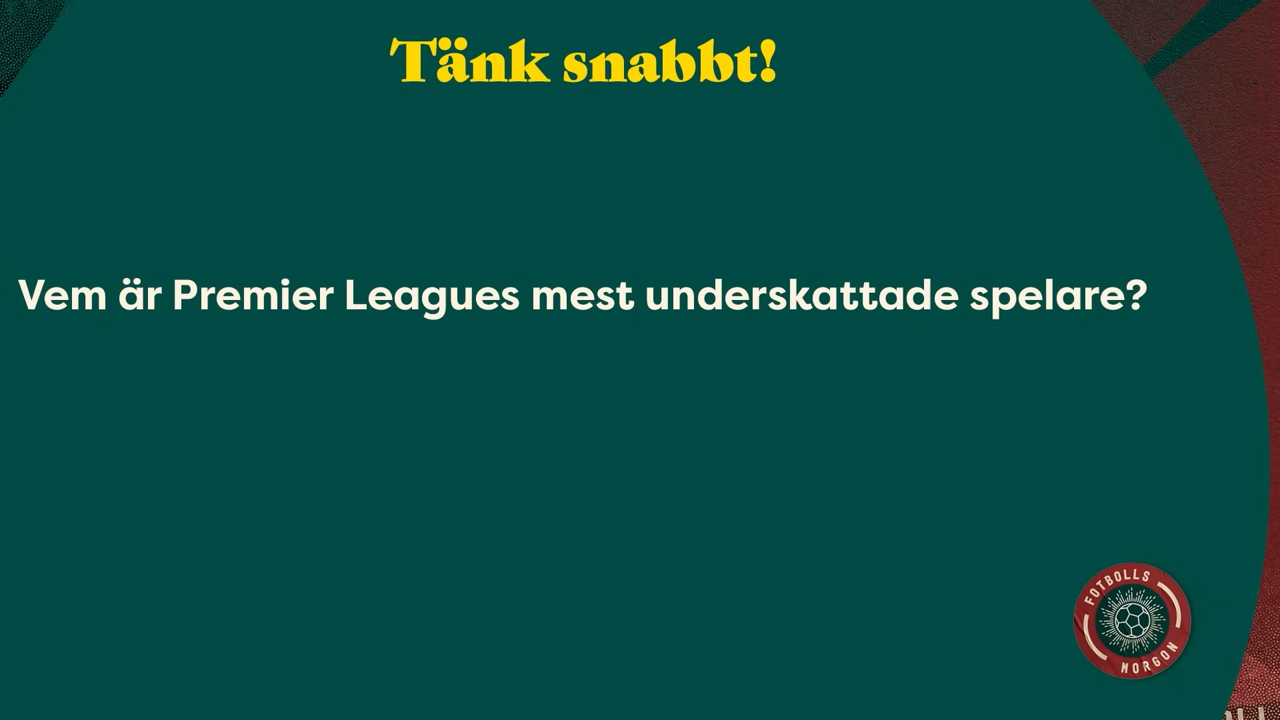 Tänk snabbt!
Vem är Premier Leagues mest underskattade spelare?
FOTBOLLS
MORGON